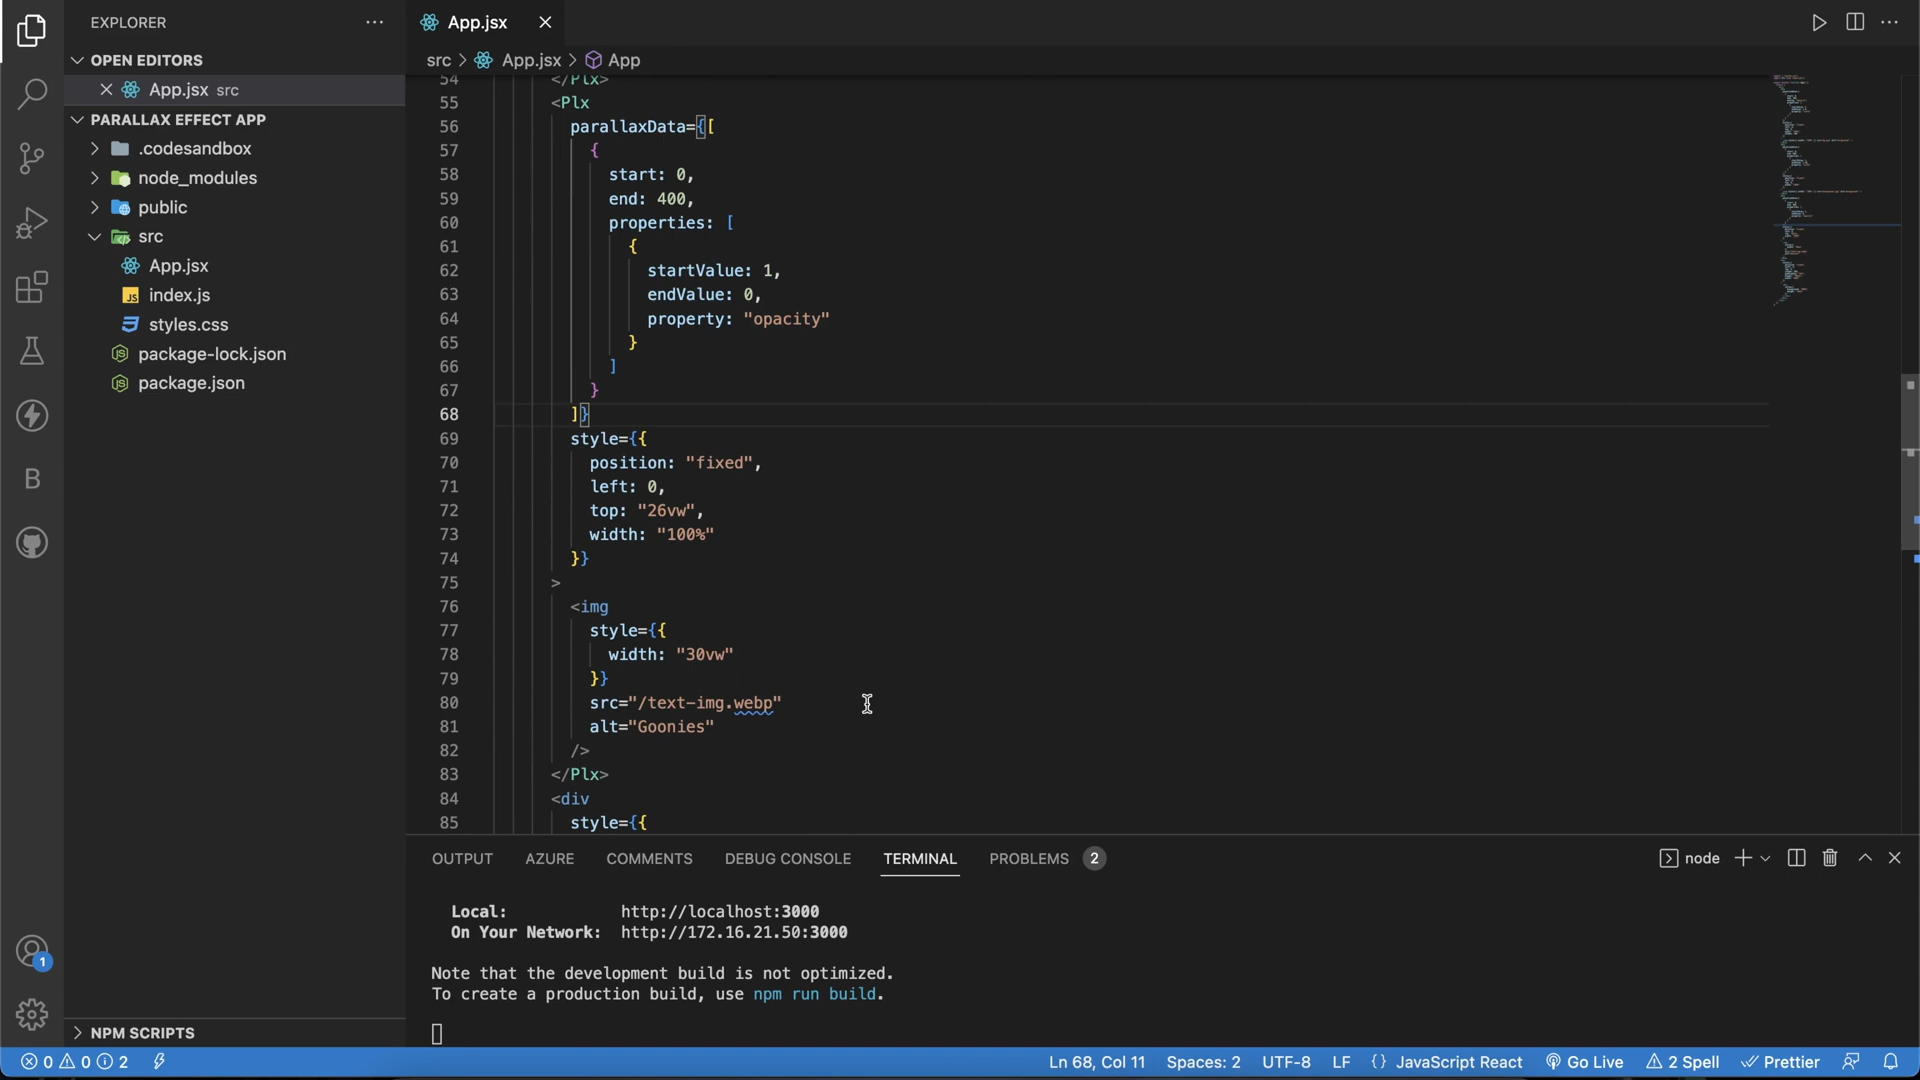 EXPLORER
OPEN EDITORS
App.jsx src
PARALLAX EFFECT APP
.codesandbox
node_modules
public
src
App.jsx
index.js
styles.css
package-lock.json
package.json
NPM SCRIPTS
App.jsx
src > App.jsx > App
54 </Plx>
55 <Plx
56 parallaxData={[
57 {
58 start: 0,
59 end: 400,
60 properties: [
61 {
62 startValue: 1,
63 endValue: 0,
64 property: "opacity"
65 }
66 ]
67 }
68 ]}
69 style={{
70 position: "fixed",
71 left: 0,
72 top: "26vw",
73 width: "100%"
74 }}
75 >
76 <img
77 style={{
78 width: "30vw"
79 }}
80 src="/text-img.webp"
81 alt="Goonies"
82 />
83 </Plx>
84 <div
85 style={{
OUTPUT AZURE COMMENTS DEBUG CONSOLE TERMINAL PROBLEMS 2
node
Local: http://localhost:3000
On Your Network: http://172.16.21.50:3000
Note that the development build is not optimized.
To create a production build, use npm run build.
B
1
0 0 2
Ln 68, Col 11 Spaces: 2 UTF-8 LF {} JavaScript React Go Live 2 Spell Prettier